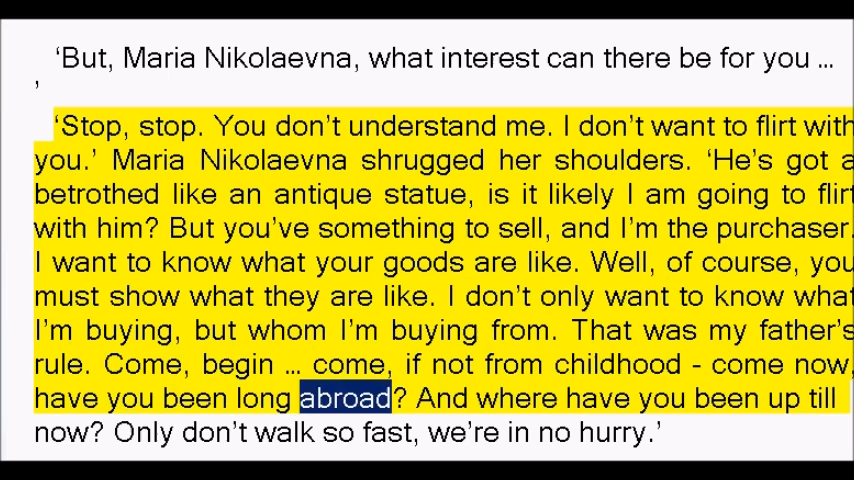 ‘But, Maria Nikolaevna, what interest can there be for you ...
’
‘Stop, stop. You don’t understand me. I don’t want to flirt with
you.’ Maria Nikolaevna shrugged her shoulders. ‘He’s got a
betrothed like an antique statue, is it likely I am going to flirt
with him? But you’ve something to sell, and I’m the purchaser.
I want to know what your goods are like. Well, of course, you
must show what they are like. I don’t only want to know what
I’m buying, but whom I’m buying from. That was my father’s
rule. Come, begin ... come, if not from childhood - come now,
have you been long abroad? And where have you been up till
now? Only don’t walk so fast, we’re in no hurry.’